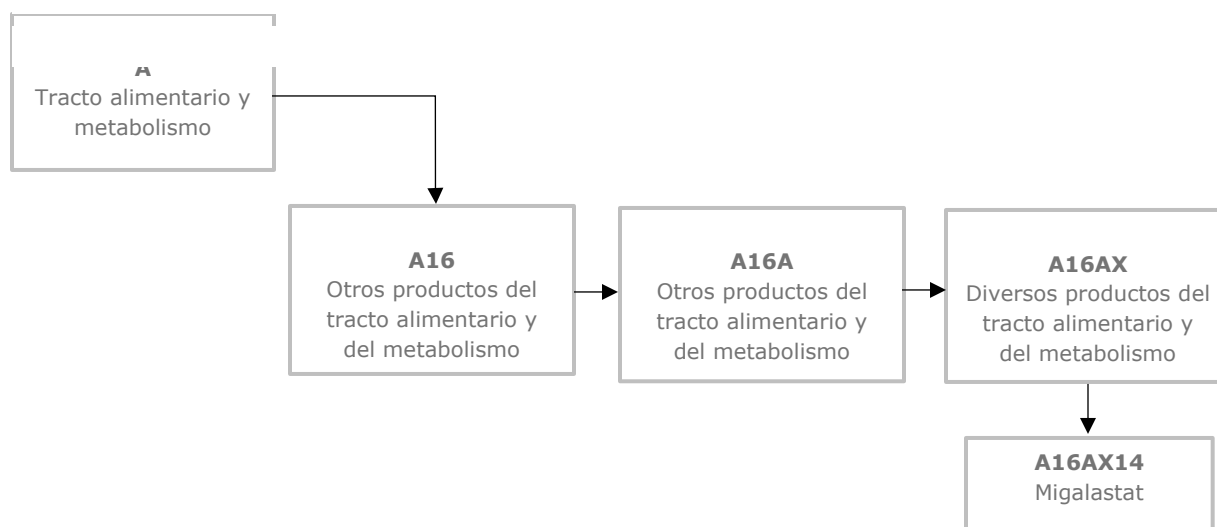 A
Tracto alimentario y
metabolismo
A16
Otros productos del
tracto alimentario y
del metabolismo
A16A
Otros productos del
tracto alimentario y
del metabolismo
A16AX
Diversos productos del
tracto alimentario y
del metabolismo
A16AX14
Migalastat